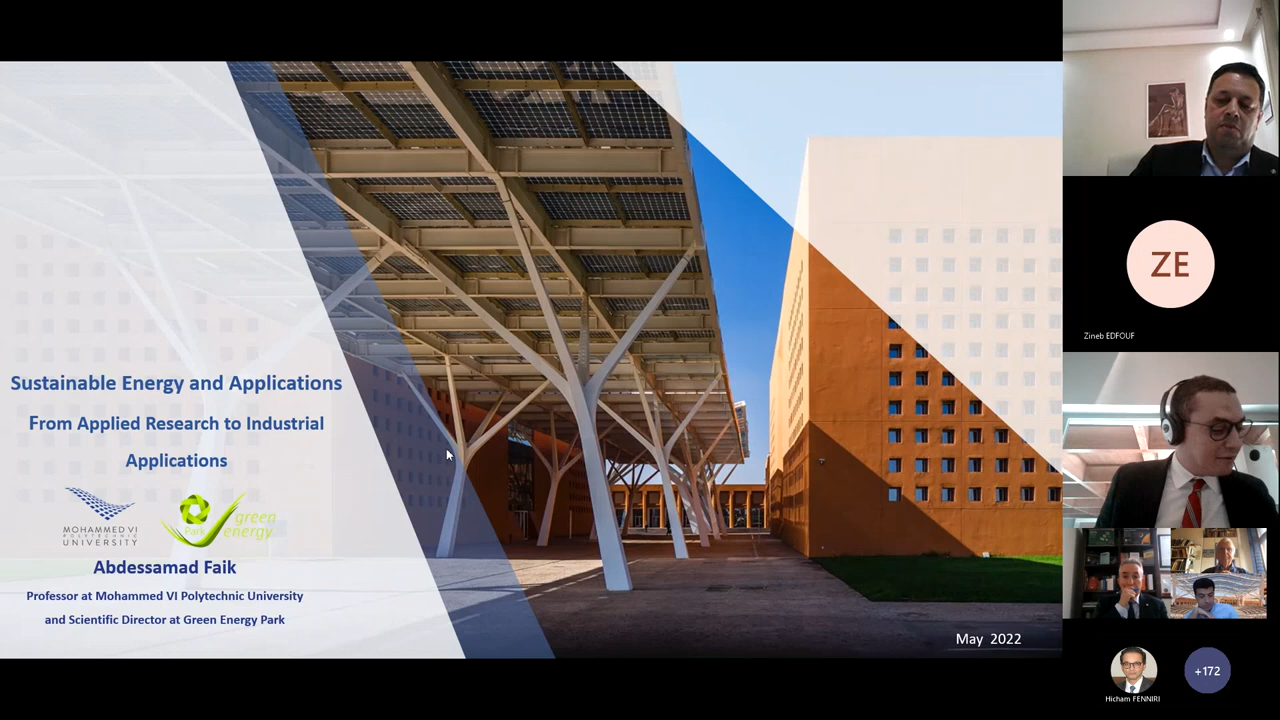 Sustainable Energy and Applications
From Applied Research to Industrial
Applications
MOHAMMED VI
POLYTECHNIC
UNIVERSITY
Park
green
energy
Abdessamad Faik
Professor at Mohammed VI Polytechnic University
and Scientific Director at Green Energy Park
May 2022
ZE
Zineb EDFOUF
Hicham FENNIRI
+172